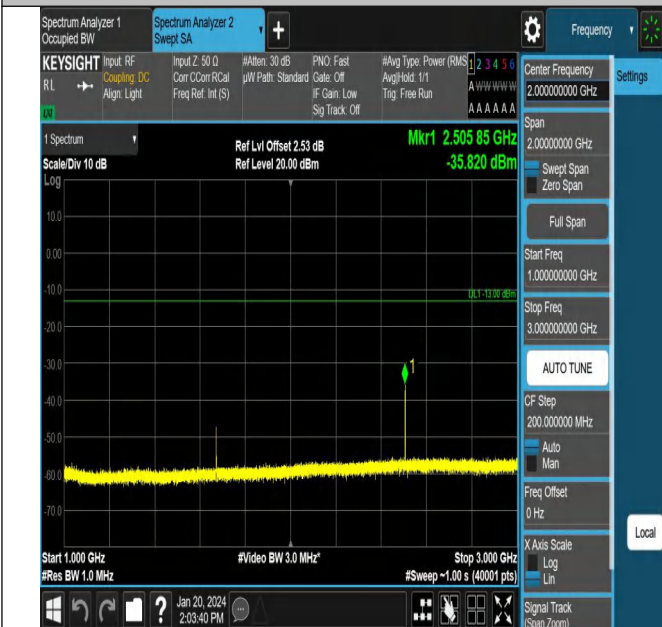 Spectrum Analyzer 1
Occupied BW
Spectrum Analyzer 2
Swept SA
+
Frequency
KEYSIGHT
RL
Input: RF
Coupling: DC
Align: Light
Input Z: 50 Ω
Corr CCorr RCal
Freq Ref: Int (S)
#Atten: 30 dB
µW Path: Standard
PNO: Fast
Gate: Off
IF Gain: Low
Sig Track: Off
#Avg Type: Power (RMS
Avg|Hold: 1/1
Trig: Free Run
1 2 3 4 5 6
A W W W W W
A A A A A A
1 Spectrum
Scale/Div 10 dB
Log
Ref Lvl Offset 2.53 dB
Ref Level 20.00 dBm
Mkr1 2.505 85 GHz
-35.820 dBm
10.0
0.00
-10.0
DL1 -13.00 dBm
-20.0
-30.0
1
-40.0
-50.0
-60.0
-70.0
Start 1.000 GHz
#Res BW 1.0 MHz
#Video BW 3.0 MHz*
Stop 3.000 GHz
#Sweep ~1.00 s (40001 pts)
Jan 20, 2024
2:03:40 PM
Center Frequency
2.000000000 GHz
Settings
Span
2.00000000 GHz
Swept Span
Zero Span
Full Span
Start Freq
1.000000000 GHz
Stop Freq
3.000000000 GHz
AUTO TUNE
CF Step
200.000000 MHz
Auto
Man
Freq Offset
0 Hz
X Axis Scale
Log
Lin
Local
Signal Track
(Span Zoom)